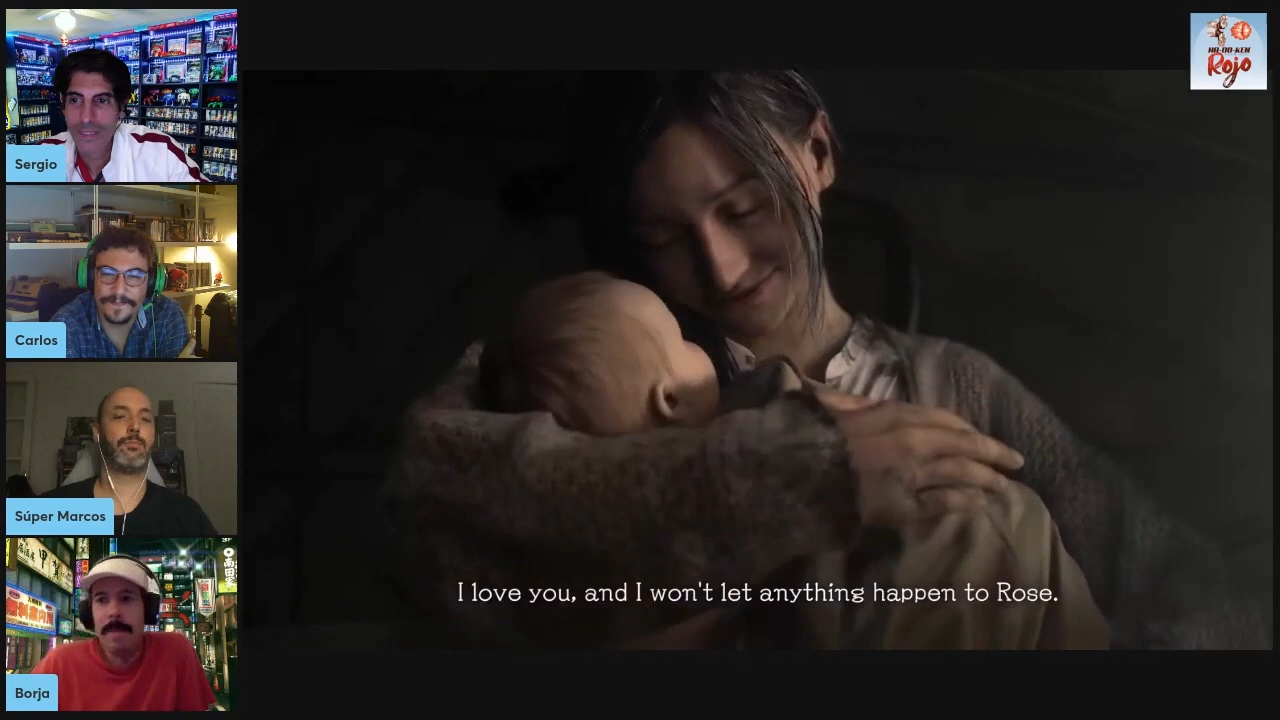 Sergio
Carlos
Súper Marcos
Borja
HA-DO-KEN
Rojo
I love you, and I won't let anything happen to Rose.